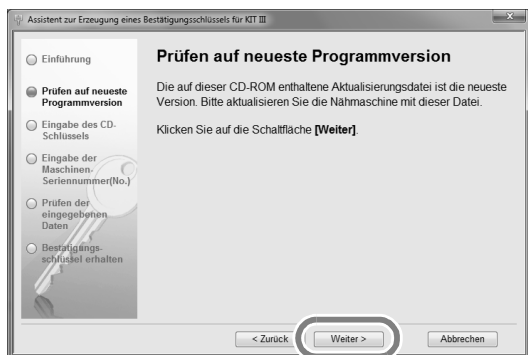 Assistent zur Erzeugung eines Bestätigungsschlüssels für KIT III
Einführung
Prüfen auf neueste
Programmversion
Eingabe des CD-
Schlüssels
Eingabe der
Maschinen-
Seriennummer(No.)
Prüfen der
eingegebenen
Daten
Bestätigungs-
schlüssel erhalten
Prüfen auf neueste Programmversion
Die auf dieser CD-ROM enthaltene Aktualisierungsdatei ist die neueste
Version. Bitte aktualisieren Sie die Nähmaschine mit dieser Datei.
Klicken Sie auf die Schaltfläche [Weiter].
< Zurück
Weiter >
Abbrechen